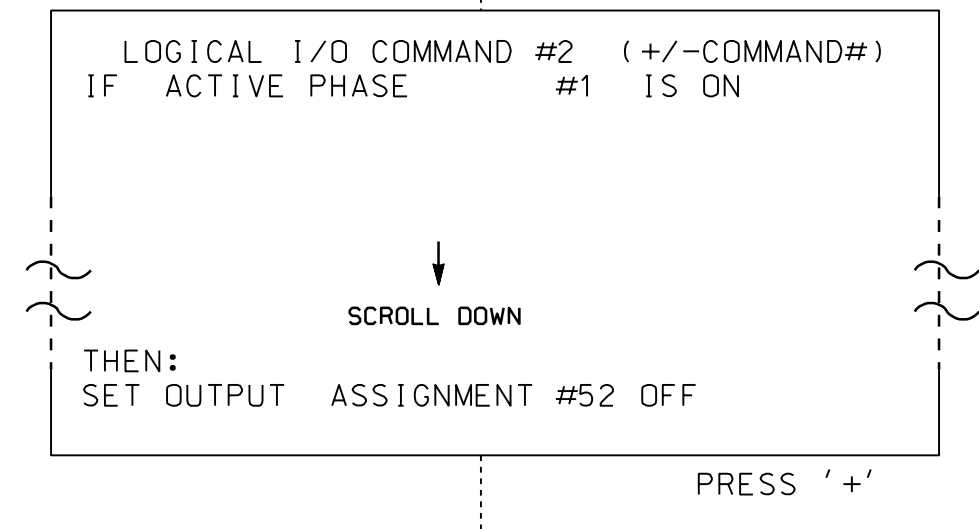 LOGICAL I/O COMMAND #2 (+/-COMMAND#)
IF ACTIVE PHASE #1 IS ON
SCROLL DOWN
THEN:
SET OUTPUT ASSIGNMENT #52 OFF
PRESS '+'